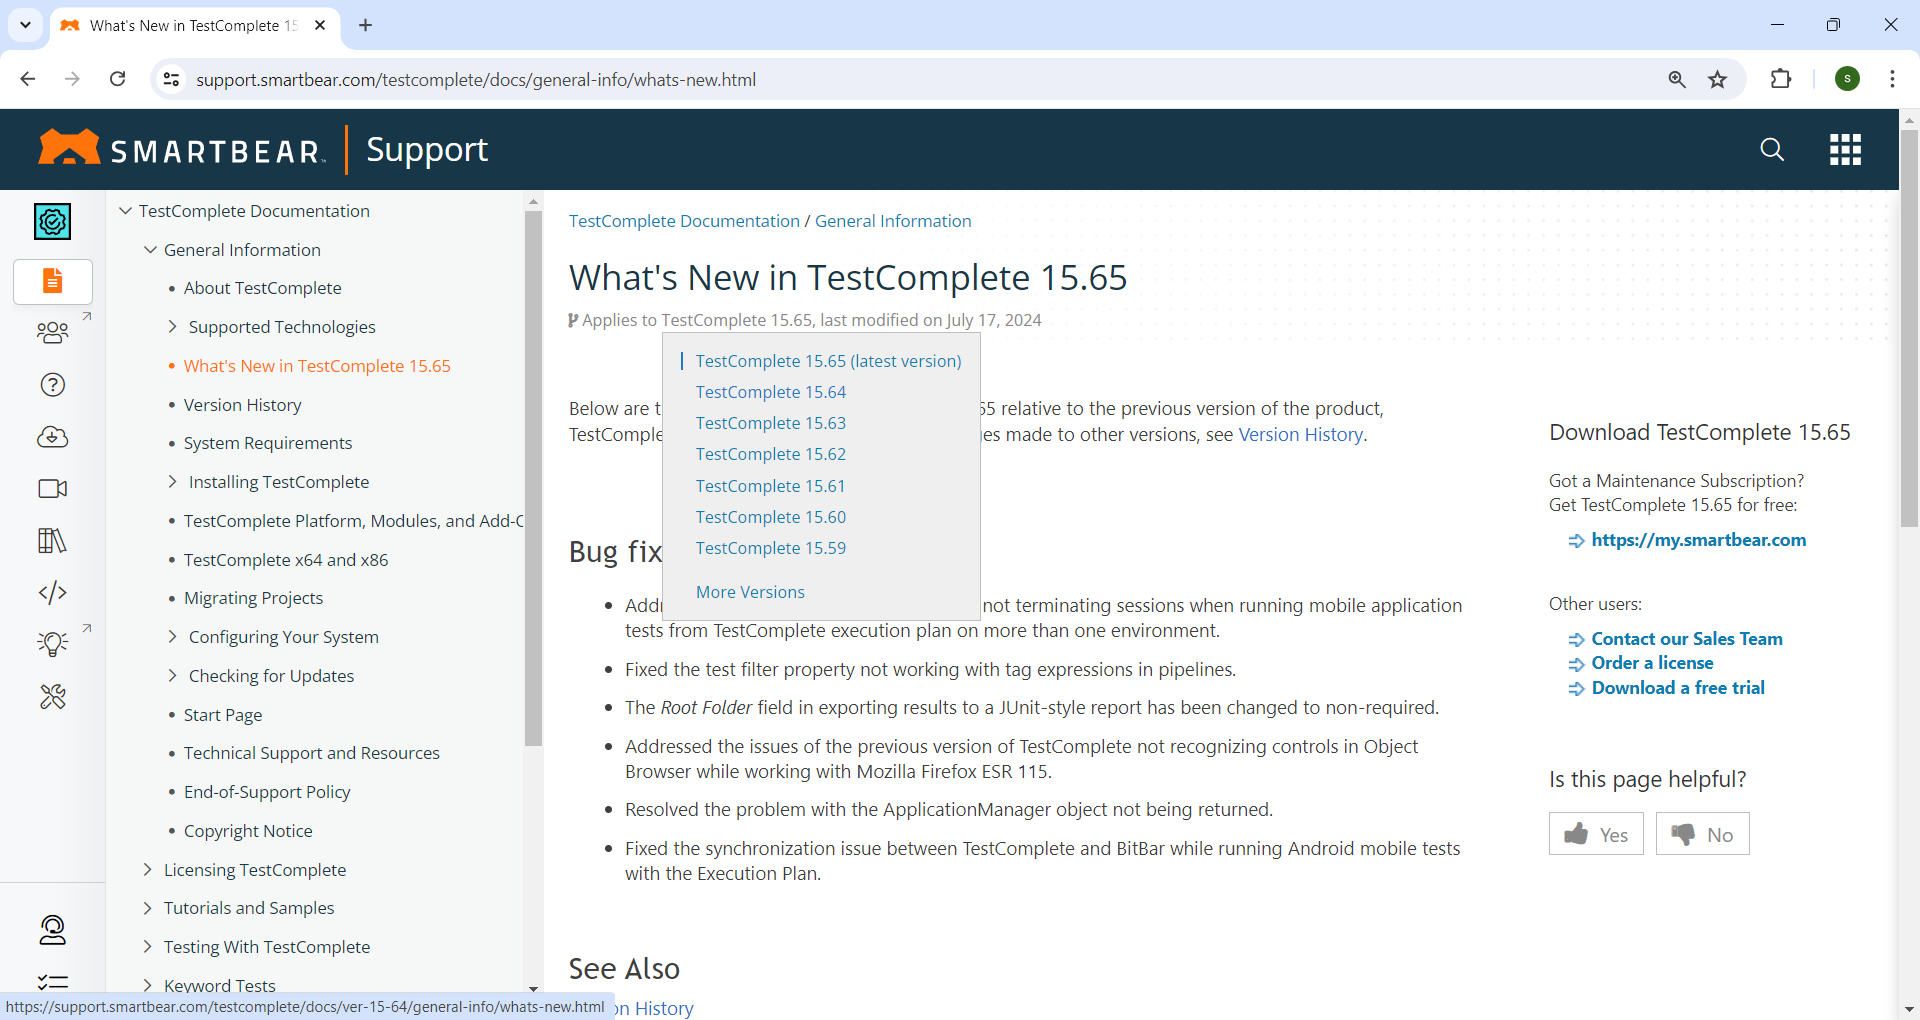 What's New in TestComplete 15
support.smartbear.com/testcomplete/docs/general-info/whats-new.html
S
SMARTBEAR
Support
TestComplete Documentation
General Information
About TestComplete
Supported Technologies
What's New in TestComplete 15.65
Version History
System Requirements
Installing TestComplete
TestComplete Platform, Modules, and Add-
TestComplete x64 and x86
Migrating Projects
Configuring Your System
Checking for Updates
Start Page
Technical Support and Resources
End-of-Support Policy
Copyright Notice
Licensing TestComplete
Tutorials and Samples
Testing With TestComplete
Keyword Tests
https://support.smartbear.com/testcomplete/docs/ver-15-64/general-info/whats-new.html
TestComplete Documentation / General Information
What's New in TestComplete 15.65
Applies to TestComplete 15.65, last modified on July 17, 2024
TestComplete 15.65 (latest version)
TestComplete 15.64
TestComplete 15.63
TestComplete 15.62
TestComplete 15.61
TestComplete 15.60
TestComplete 15.59
More Versions
Below are relative to the previous version of the product,
made to other versions, see Version History.
Bug fix
not terminating sessions when running mobile application
tests from TestComplete execution plan on more than one environment.
Fixed the test filter property not working with tag expressions in pipelines.
The Root Folder field in exporting results to a JUnit-style report has been changed to non-required.
Addressed the issues of the previous version of TestComplete not recognizing controls in Object
Browser while working with Mozilla Firefox ESR 115.
Resolved the problem with the ApplicationManager object not being returned.
Fixed the synchronization issue between TestComplete and BitBar while running Android mobile tests
with the Execution Plan.
See Also
History
Download TestComplete 15.65
Got a Maintenance Subscription?
Get TestComplete 15.65 for free:
https://my.smartbear.com
Other users:
Contact our Sales Team
Order a license
Download a free trial
Is this page helpful?
Yes
No